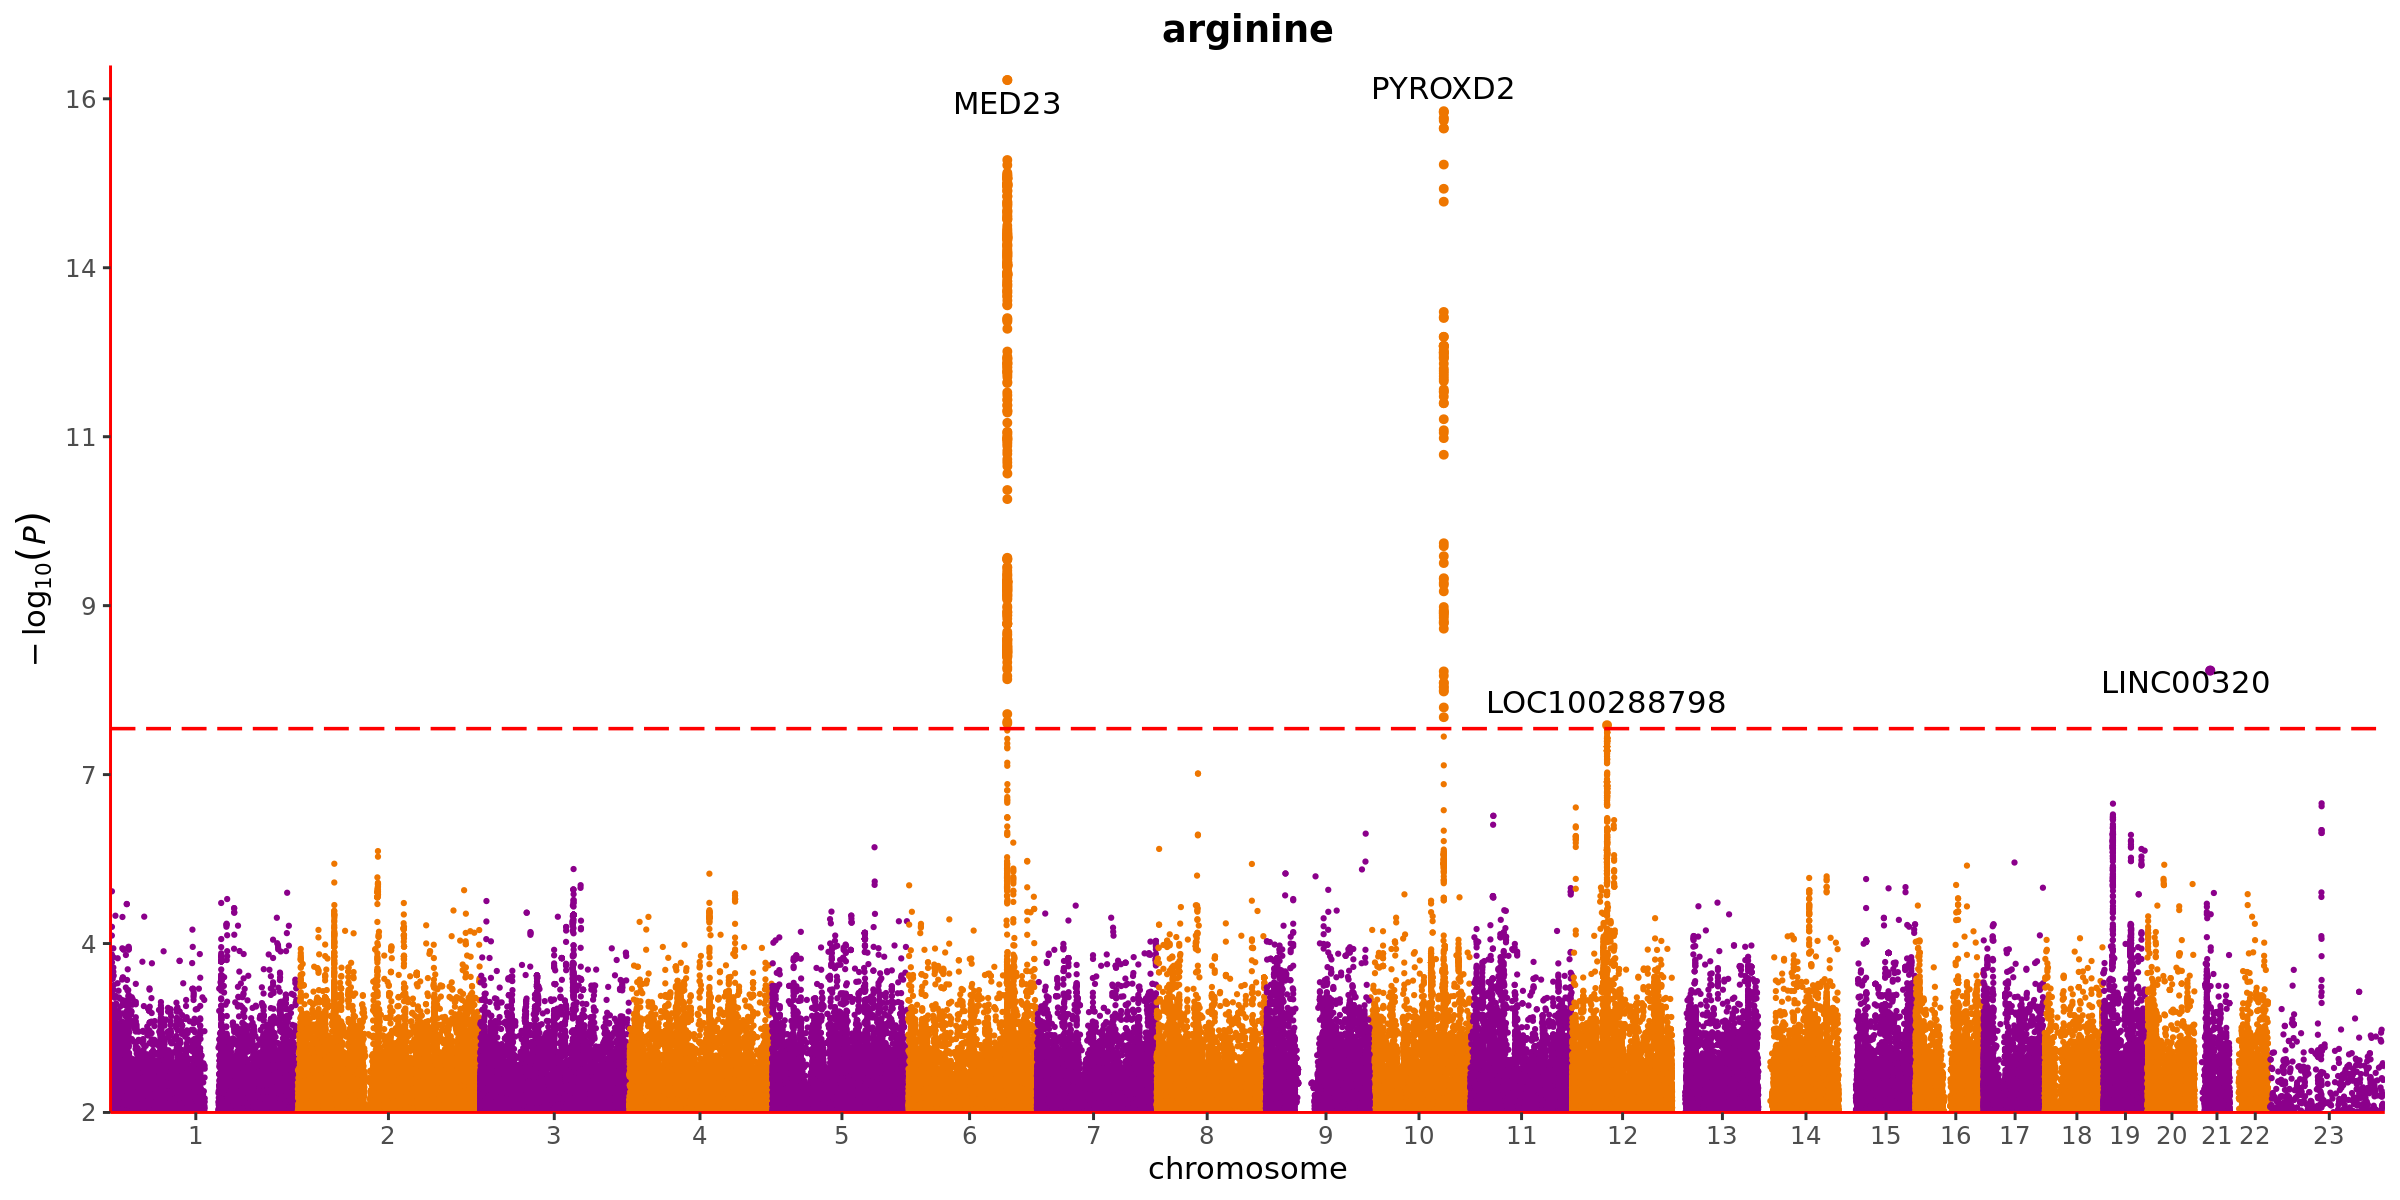 arginine
16
MED23
PYROXD2
14
11
9
−log10(P)
LINC00320
LOC100288798
7
4
2
1 2 3 4 5 6 7 8 9 10 11 12 13 14 15 16 17 18 19 20 21 22 23
chromosome